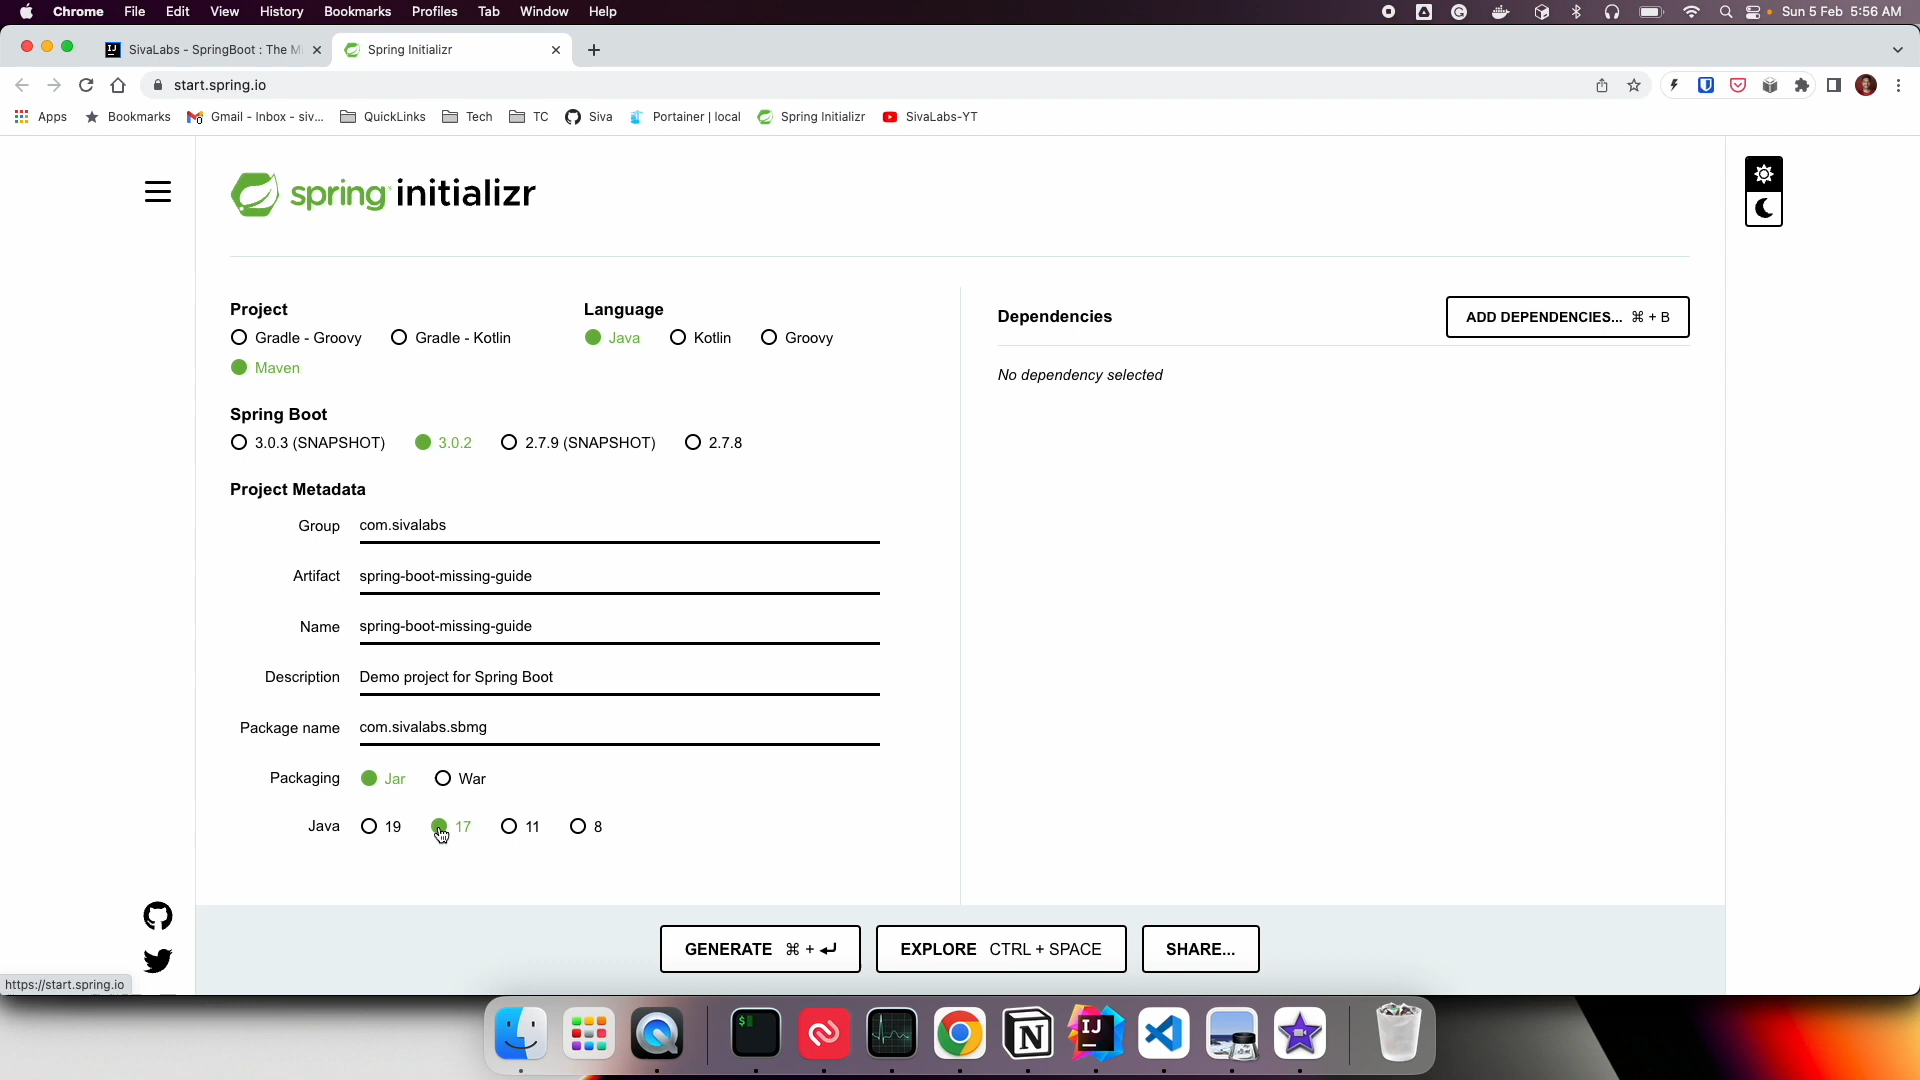 Chrome File Edit View History Bookmarks Profiles Tab Window Help Sun 5 Feb 5:56 AM
SivaLabs - SpringBoot : The M Spring Initializr
start.spring.io
Apps Bookmarks Gmail - Inbox - siv... QuickLinks Tech TC Siva Portainer | local Spring Initializr SivaLabs-YT
spring initializr
Project
Gradle - Groovy Gradle - Kotlin
Maven
Language
Java Kotlin Groovy
Spring Boot
3.0.3 (SNAPSHOT) 3.0.2 2.7.9 (SNAPSHOT) 2.7.8
Project Metadata
Group com.sivalabs
Artifact spring-boot-missing-guide
Name spring-boot-missing-guide
Description Demo project for Spring Boot
Package name com.sivalabs.sbmg
Packaging Jar War
Java 19 17 11 8
Dependencies ADD DEPENDENCIES... ⌘ + B
No dependency selected
GENERATE ⌘ + ⏎ EXPLORE CTRL + SPACE SHARE...
https://start.spring.io
$
N
IJ